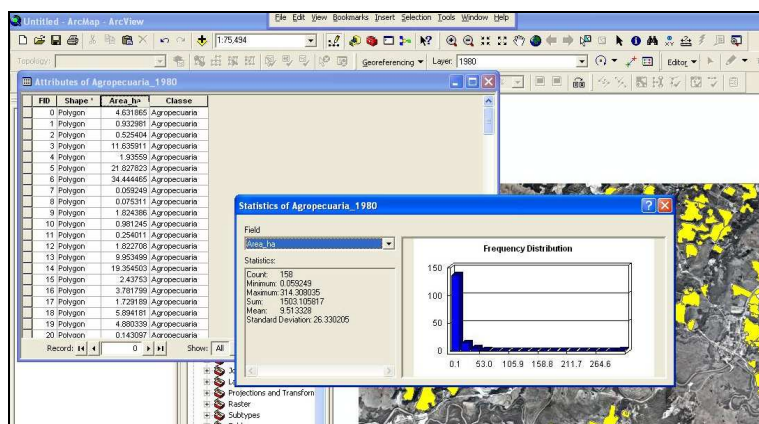 Untitled - ArcMap - ArcView
File Edit View Bookmarks Insert Selection Tools Window Help
1:75,494
Topology: Georeferencing Layer: 1980 Editor
Attributes of Agropecuaria_1980
FID Shape * Area_ha Classe
0 Polygon 4.631865 Agropecuaria
1 Polygon 0.932981 Agropecuaria
2 Polygon 0.525404 Agropecuaria
3 Polygon 11.635911 Agropecuaria
4 Polygon 1.93559 Agropecuaria
5 Polygon 21.827823 Agropecuaria
6 Polygon 34.444465 Agropecuaria
7 Polygon 0.059249 Agropecuaria
8 Polygon 0.075311 Agropecuaria
9 Polygon 1.824386 Agropecuaria
10 Polygon 0.981245 Agropecuaria
11 Polygon 0.254011 Agropecuaria
12 Polygon 1.822708 Agropecuaria
13 Polygon 9.953499 Agropecuaria
14 Polygon 19.354503 Agropecuaria
15 Polygon 2.43753 Agropecuaria
16 Polygon 3.781799 Agropecuaria
17 Polygon 1.729189 Agropecuaria
18 Polygon 5.894181 Agropecuaria
19 Polygon 4.880339 Agropecuaria
20 Polygon 0.143097 Agropecuaria
Record: 0 Show: All
Statistics of Agropecuaria_1980
Field
Area_ha
Statistics:
Count: 158
Minimum: 0.059249
Maximum: 314.308035
Sum: 1503.105817
Mean: 9.513328
Standard Deviation: 26.330205
Frequency Distribution
150
100
50
0
0.1 53.0 105.9 158.8 211.7 264.6
Projections and Transform
Raster
Subtypes